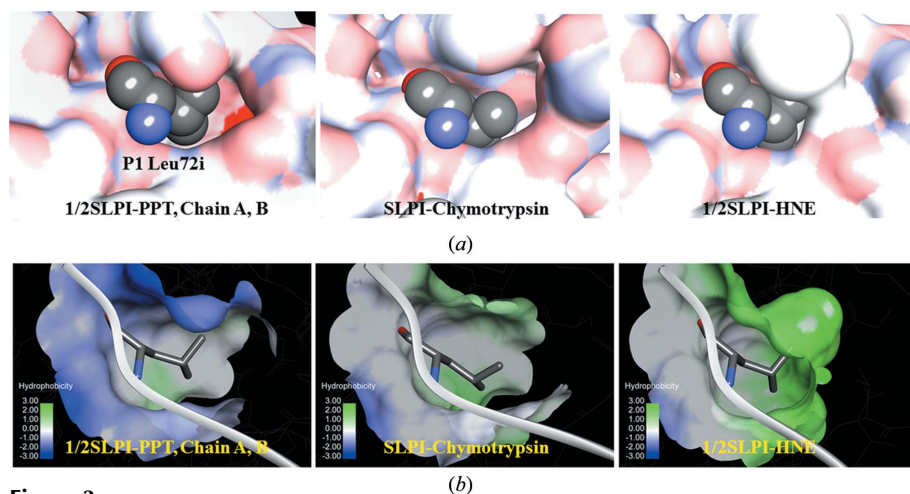 P1 Leu72i
1/2SLPI-PPT, Chain A, B
SLPI-Chymotrypsin
1/2SLPI-HNE
(a)
Hydrophobicity
3.00
2.00
1.00
0.00
-1.00
-2.00
-3.00
1/2SLPI-PPT, Chain A, B
Hydrophobicity
3.00
2.00
1.00
0.00
-1.00
-2.00
-3.00
SLPI-Chymotrypsin
Hydrophobicity
3.00
2.00
1.00
0.00
-1.00
-2.00
-3.00
1/2SLPI-HNE
(b)